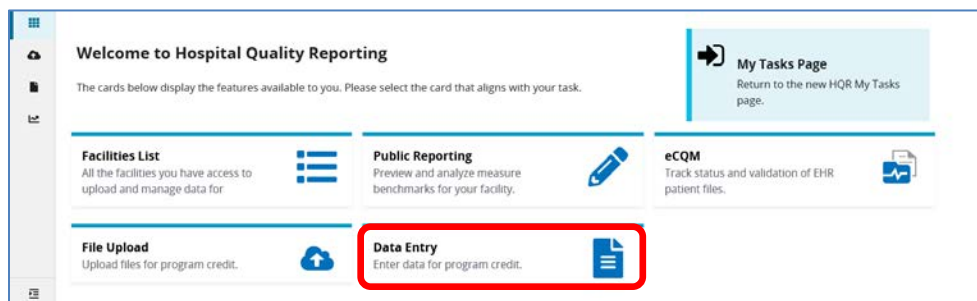 Welcome to Hospital Quality Reporting
The cards below display the features available to you. Please select the card that aligns with your task.
My Tasks Page
Return to the new HQR My Tasks
page.
Facilities List
All the facilities you have access to
upload and manage data for
Public Reporting
Preview and analyze measure
benchmarks for your facility.
eCQM
Track status and validation of EHR
patient files.
File Upload
Upload files for program credit.
Data Entry
Enter data for program credit.